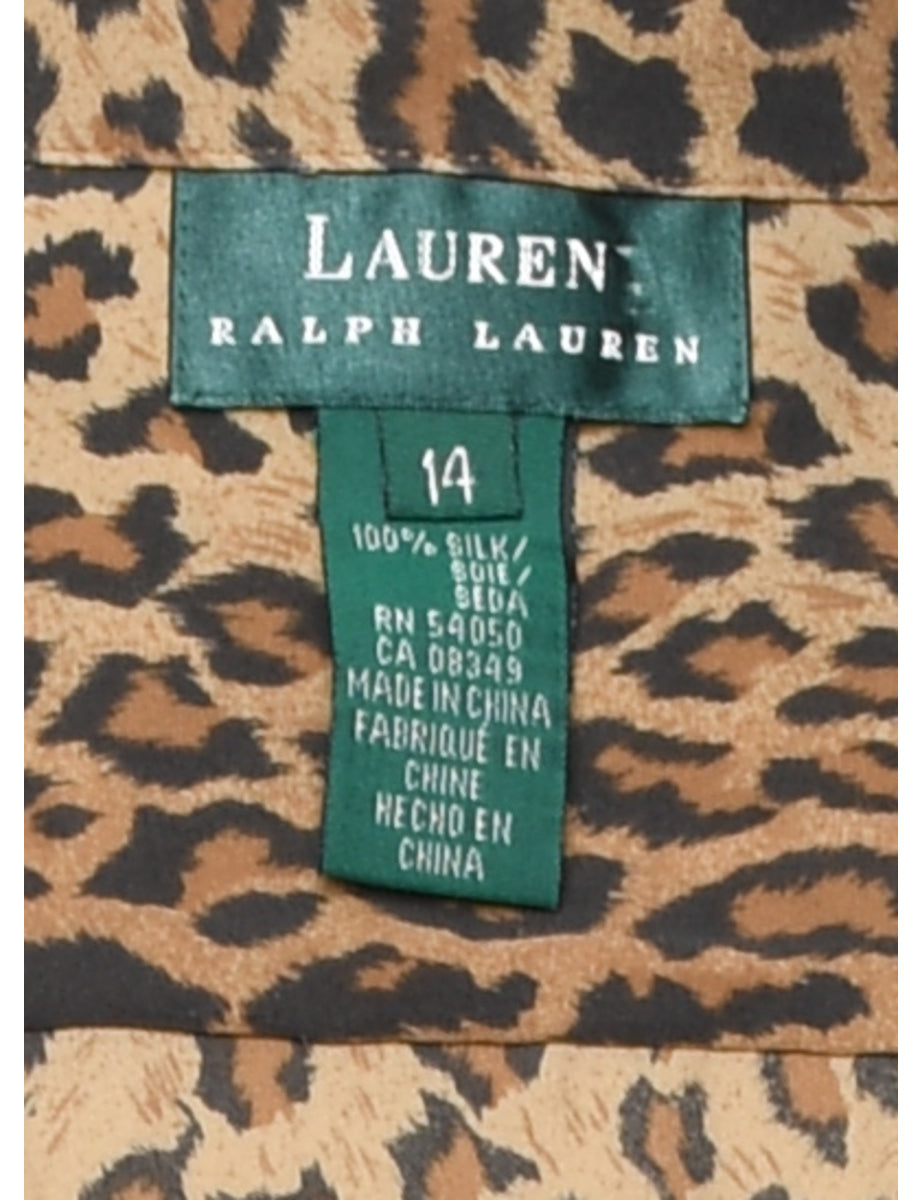 LAUREN
RALPH LAUREN
14
100% SILK/
SOIE/
SEDA
RN 54050
CA 08349
MADE IN CHINA
FABRIQUÉ EN
CHINE
HECHO EN
CHINA